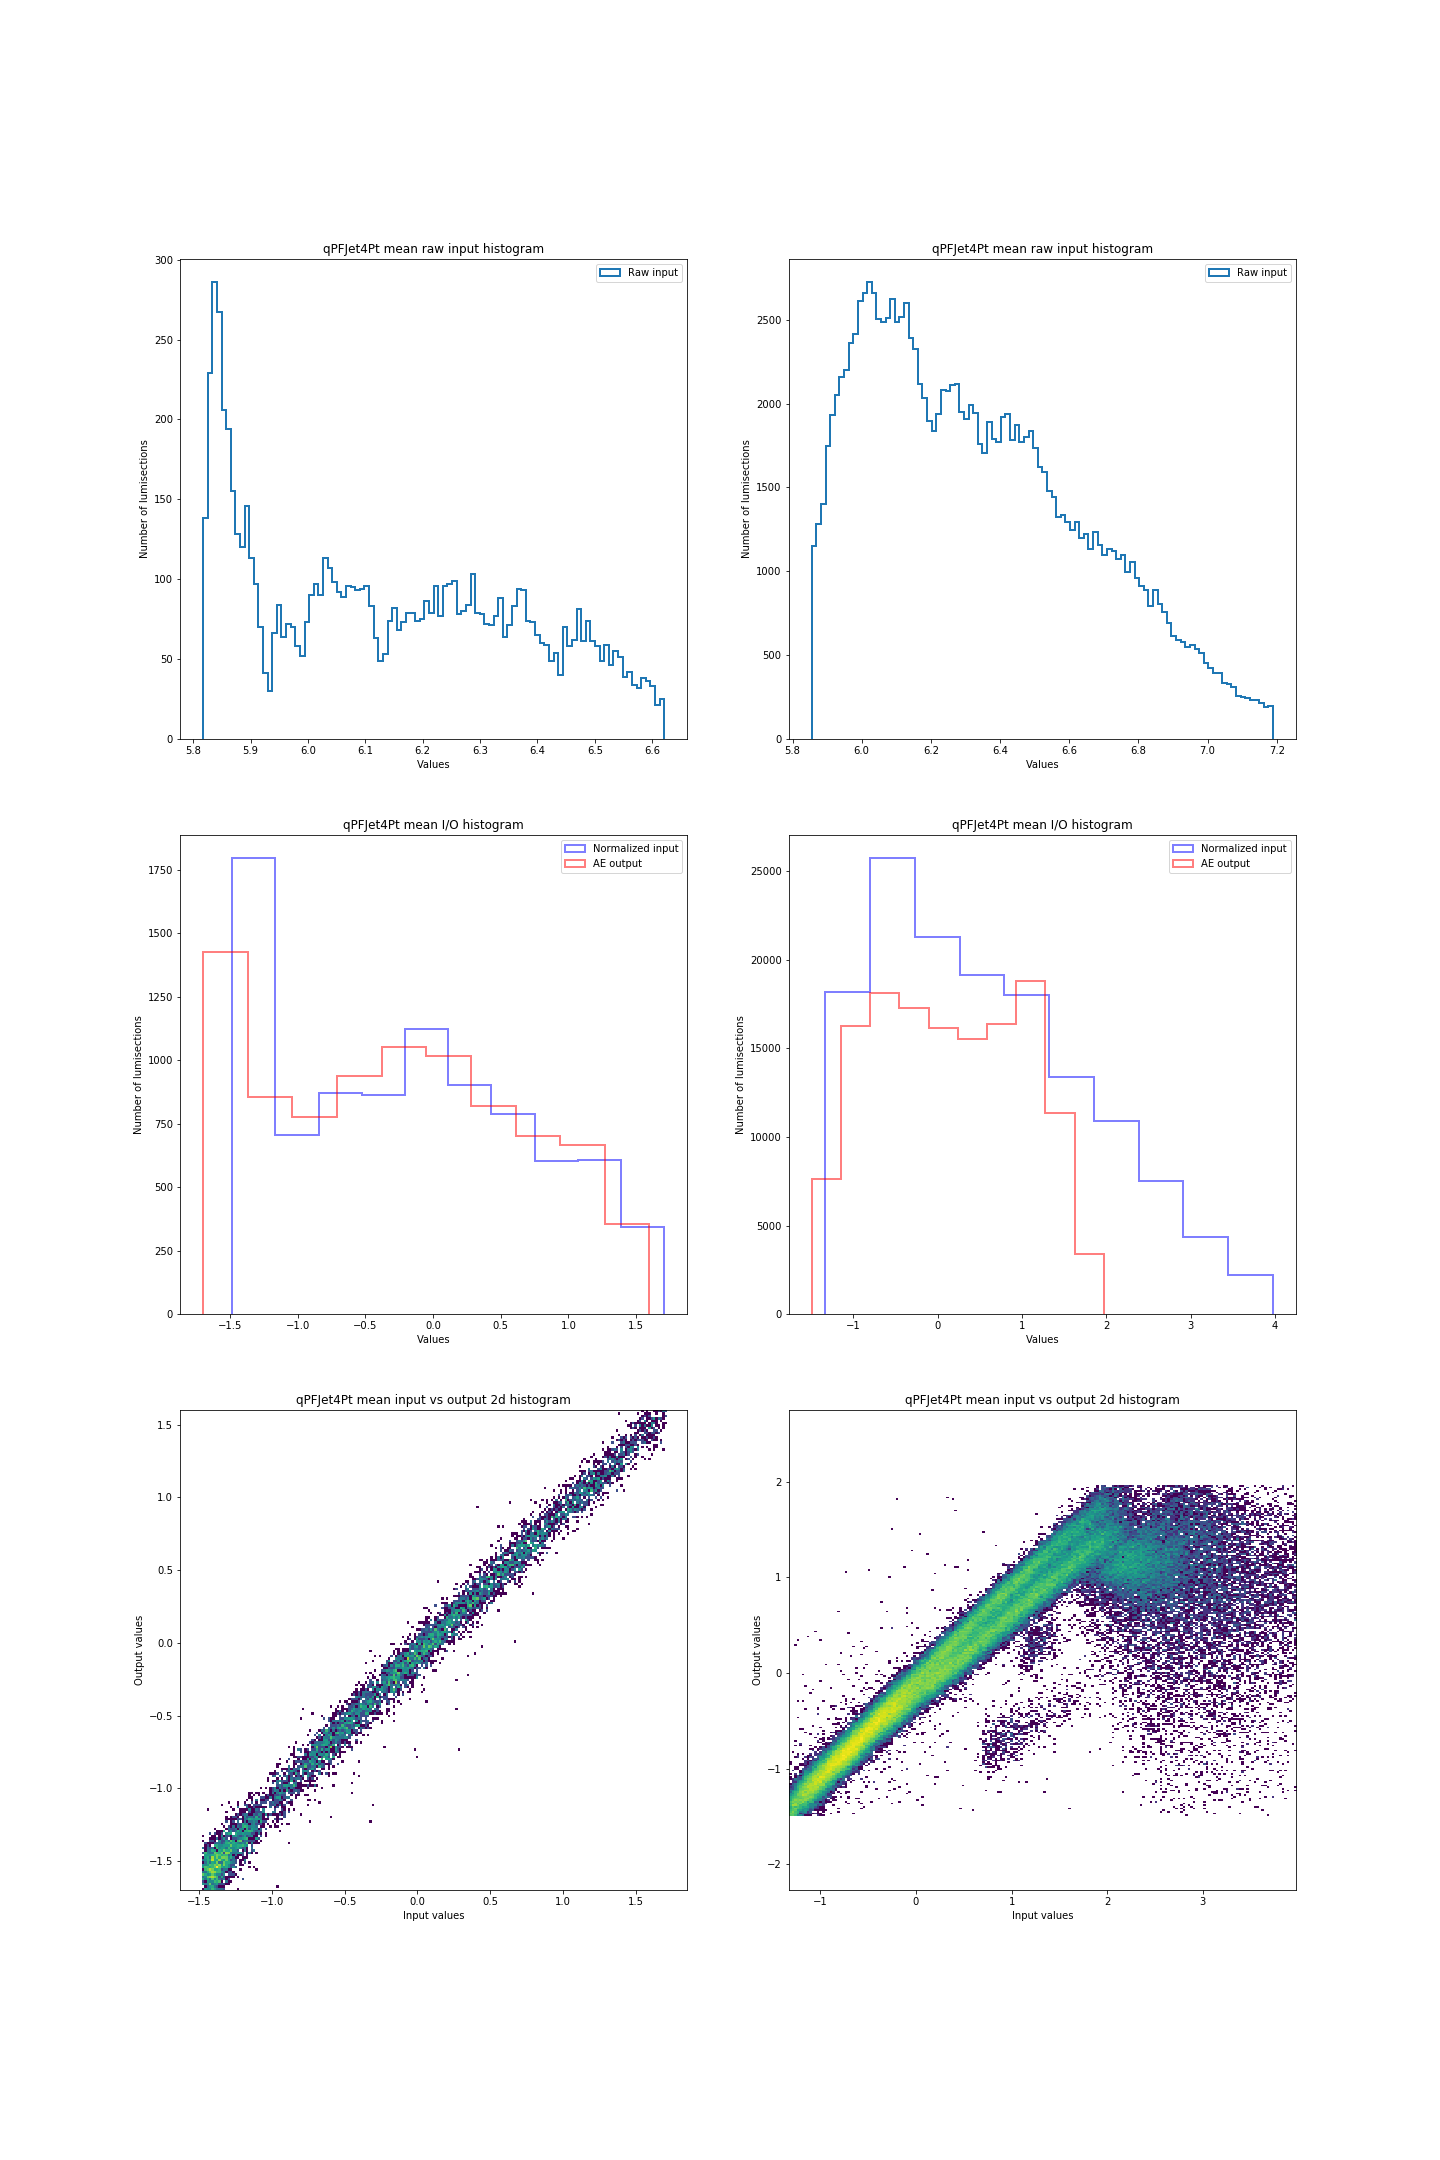 qPFJet4Pt mean raw input histogram
Raw input
300
250
200
150
100
50
0
Number of lumisections
5.8 5.9 6.0 6.1 6.2 6.3 6.4 6.5 6.6
Values
qPFJet4Pt mean raw input histogram
Raw input
2500
2000
1500
1000
500
0
Number of lumisections
5.8 6.0 6.2 6.4 6.6 6.8 7.0 7.2
Values
qPFJet4Pt mean I/O histogram
Normalized input
AE output
1750
1500
1250
1000
750
500
250
0
Number of lumisections
−1.5 −1.0 −0.5 0.0 0.5 1.0 1.5
Values
qPFJet4Pt mean I/O histogram
Normalized input
AE output
25000
20000
15000
10000
5000
0
Number of lumisections
−1 0 1 2 3 4
Values
qPFJet4Pt mean input vs output 2d histogram
1.5
1.0
0.5
0.0
−0.5
−1.0
−1.5
Output values
−1.5 −1.0 −0.5 0.0 0.5 1.0 1.5
Input values
qPFJet4Pt mean input vs output 2d histogram
2
1
0
−1
−2
Output values
−1 0 1 2 3
Input values